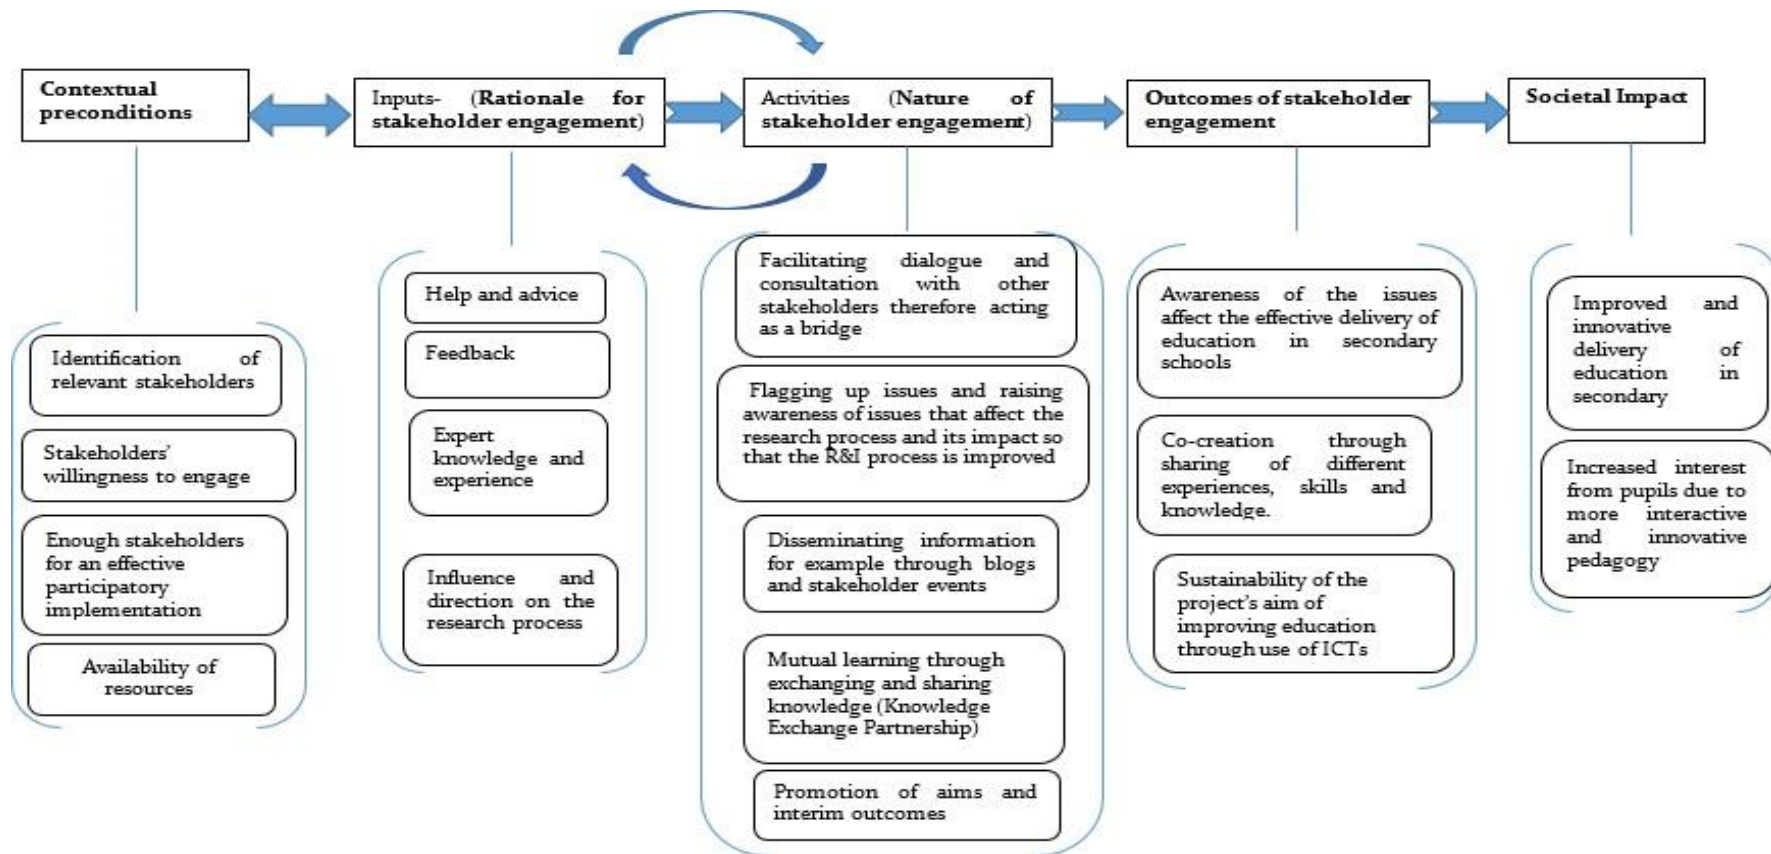 Contextual
preconditions
Inputs- (Rationale for
stakeholder engagement)
Activities (Nature of
stakeholder engagement)
Outcomes of stakeholder
engagement
Societal Impact
Identification of
relevant stakeholders
Stakeholders'
willingness to engage
Enough stakeholders
for an effective
participatory
implementation
Availability of
resources
Help and advice
Feedback
Expert
knowledge and
experience
Influence and
direction on the
research process
Facilitating dialogue and
consultation with other
stakeholders therefore acting
as a bridge
Flagging up issues and raising
awareness of issues that affect the
research process and its impact so
that the R&I process is improved
Disseminating information
for example through blogs
and stakeholder events
Mutual learning through
exchanging and sharing
knowledge (Knowledge
Exchange Partnership)
Promotion of aims and
interim outcomes
Awareness of the issues
affect the effective delivery of
education in secondary
schools
Co-creation through
sharing of different
experiences, skills and
knowledge.
Sustainability of the
project's aim of
improving education
through use of ICTs
Improved and
innovative
delivery of
education in
secondary
Increased interest
from pupils due to
more interactive
and innovative
pedagogy